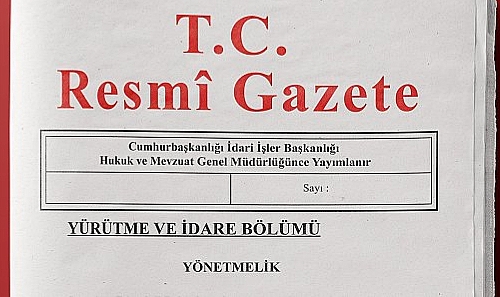 T.C.
Resmî Gazete
Cumhurbaşkanlığı İdari İşler Başkanlığı
Hukuk ve Mevzuat Genel Müdürlüğünce Yayımlanır
Sayı :
YÜRÜTME VE İDARE BÖLÜMÜ
YÖNETMELİK